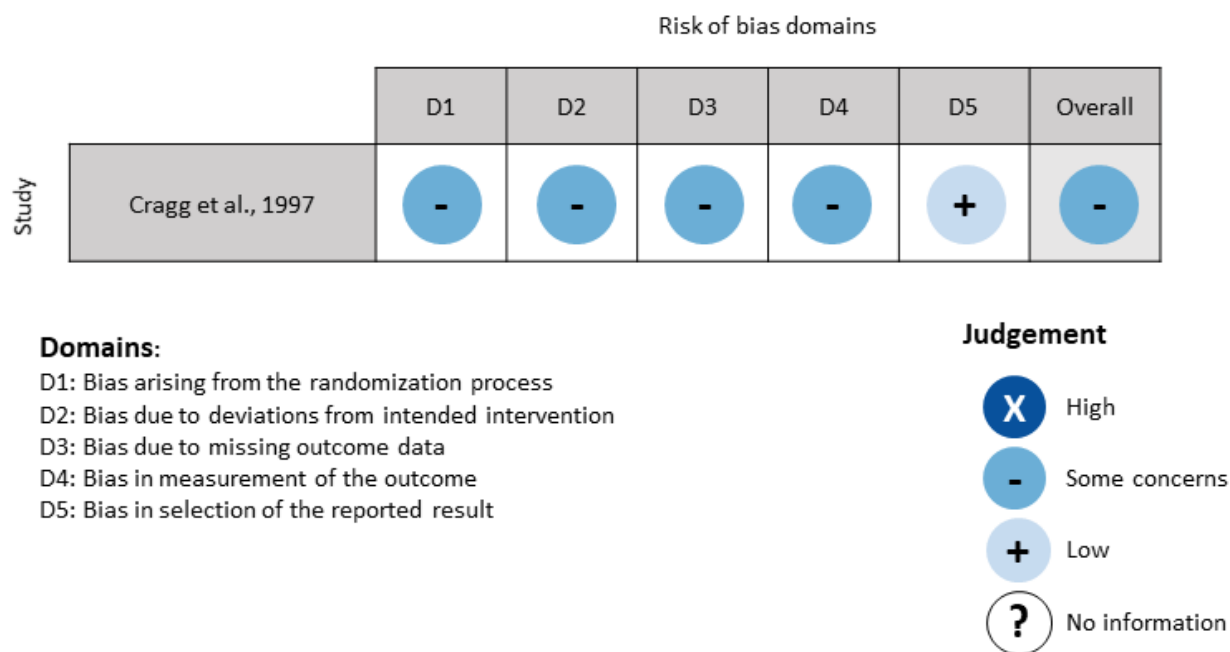 Risk of bias domains
D1 D2 D3 D4 D5 Overall
Study
Cragg et al., 1997 - - - - + -
Domains:
D1: Bias arising from the randomization process
D2: Bias due to deviations from intended intervention
D3: Bias due to missing outcome data
D4: Bias in measurement of the outcome
D5: Bias in selection of the reported result
Judgement
X High
- Some concerns
+ Low
? No information